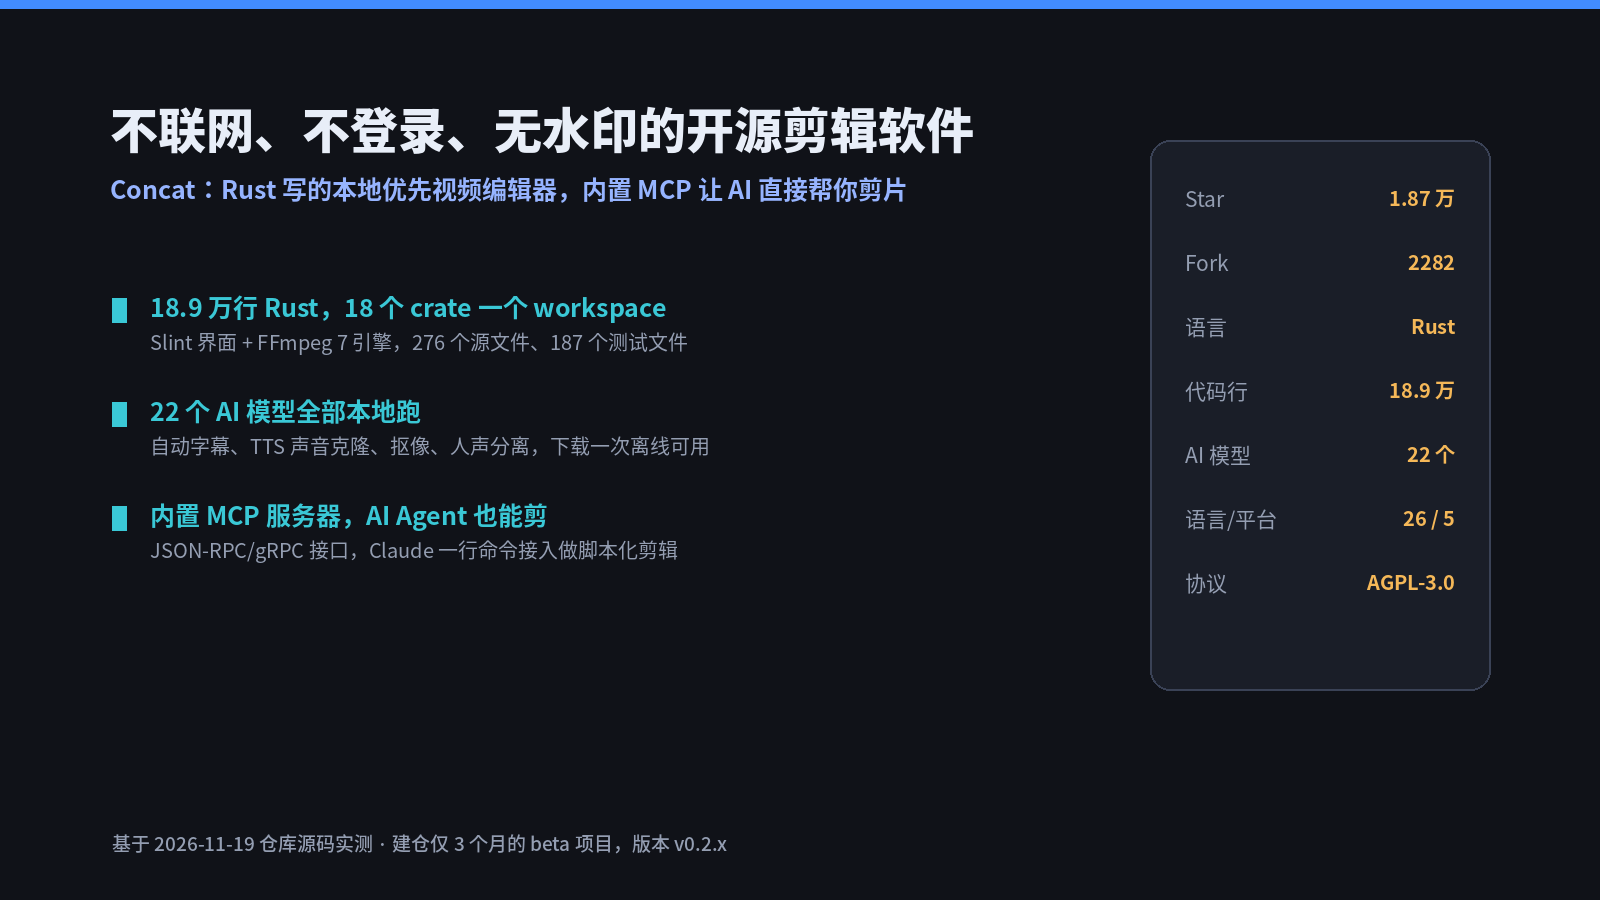 不联网、不登录、无水印的开源剪辑软件
Concat：Rust 写的本地优先视频编辑器，内置 MCP 让 AI 直接帮你剪片
18.9 万行 Rust，18 个 crate 一个 workspace
Slint 界面 + FFmpeg 7 引擎，276 个源文件、187 个测试文件
22 个 AI 模型全部本地跑
自动字幕、TTS 声音克隆、抠像、人声分离，下载一次离线可用
内置 MCP 服务器，AI Agent 也能剪
JSON-RPC/gRPC 接口，Claude 一行命令接入做脚本化剪辑
Star 1.87 万
Fork 2282
语言 Rust
代码行 18.9 万
AI 模型 22 个
语言/平台 26 / 5
协议 AGPL-3.0
基于 2026-11-19 仓库源码实测 · 建仓仅 3 个月的 beta 项目，版本 v0.2.x